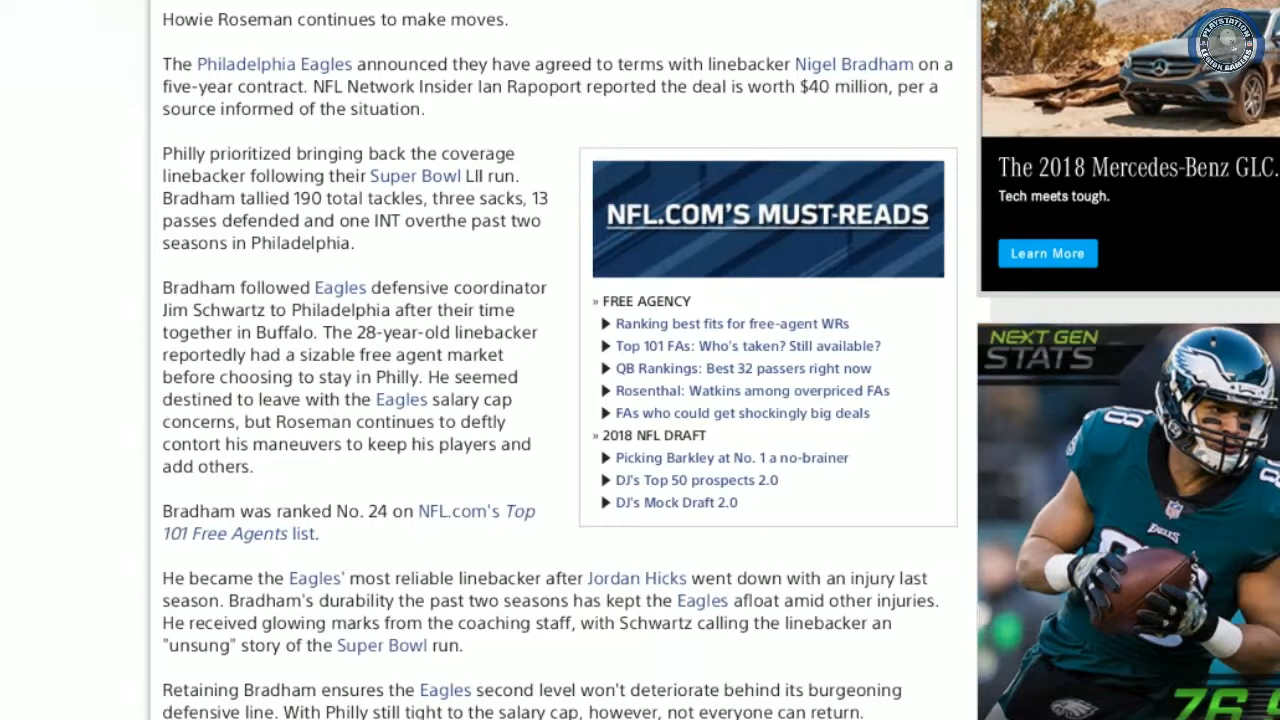 Howie Roseman continues to make moves.
The Philadelphia Eagles announced they have agreed to terms with linebacker Nigel Bradham on a
five-year contract. NFL Network Insider Ian Rapoport reported the deal is worth $40 million, per a
source informed of the situation.
Philly prioritized bringing back the coverage
linebacker following their Super Bowl LII run.
Bradham tallied 190 total tackles, three sacks, 13
passes defended and one INT overthe past two
seasons in Philadelphia.
Bradham followed Eagles defensive coordinator
Jim Schwartz to Philadelphia after their time
together in Buffalo. The 28-year-old linebacker
reportedly had a sizable free agent market
before choosing to stay in Philly. He seemed
destined to leave with the Eagles salary cap
concerns, but Roseman continues to deftly
contort his maneuvers to keep his players and
add others.
Bradham was ranked No. 24 on NFL.com's Top
101 Free Agents list.
He became the Eagles' most reliable linebacker after Jordan Hicks went down with an injury last
season. Bradham's durability the past two seasons has kept the Eagles afloat amid other injuries.
He received glowing marks from the coaching staff, with Schwartz calling the linebacker an
"unsung" story of the Super Bowl run.
Retaining Bradham ensures the Eagles second level won't deteriorate behind its burgeoning
defensive line. With Philly still tight to the salary cap, however, not everyone can return.
NFL.COM'S MUST-READS
» FREE AGENCY
▶ Ranking best fits for free-agent WRs
▶ Top 101 FAs: Who's taken? Still available?
▶ QB Rankings: Best 32 passers right now
▶ Rosenthal: Watkins among overpriced FAs
▶ FAs who could get shockingly big deals
» 2018 NFL DRAFT
▶ Picking Barkley at No. 1 a no-brainer
▶ DJ's Top 50 prospects 2.0
▶ DJ's Mock Draft 2.0
PLAYSTATION
LEGION GAMERS
The 2018 Mercedes-Benz GLC.
Tech meets tough.
Learn More
NEXT GEN
STATS
88
EAGLES